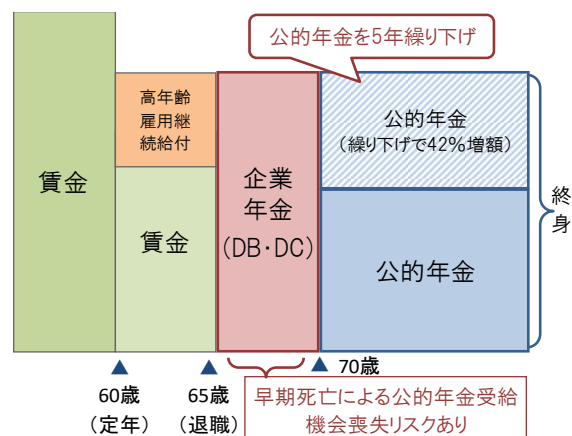 公的年金を5年繰り下げ
賃金
高年齢
雇用継
続給付
賃金
企業
年金
(DB・DC)
公的年金
(繰り下げで42%増額)
公的年金
終
身
60歳
(定年)
65歳
(退職)
70歳
早期死亡による公的年金受給
機会喪失リスクあり